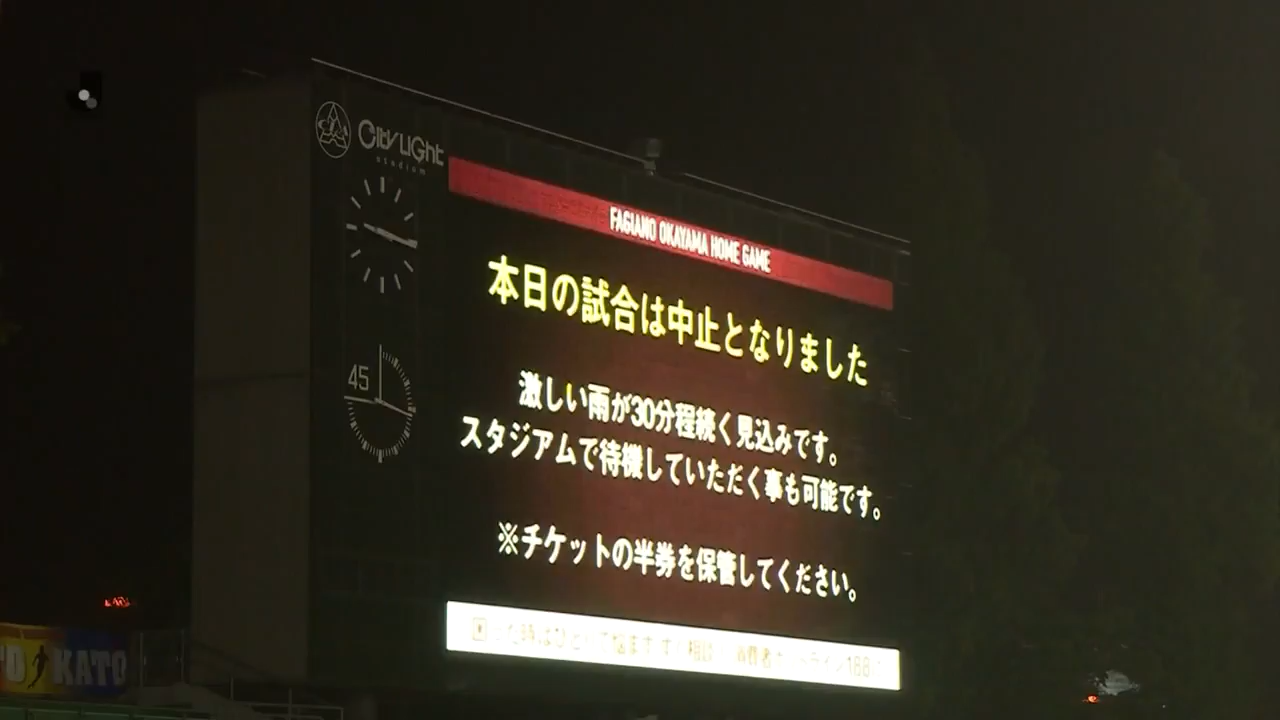 City Light
stadium
FAGIANO OKAYAMA HOME GAME
本日の試合は中止となりました
激しい雨が30分程続く見込みです。
スタジアムで待機していただく事も可能です。
※チケットの半券を保管してください。
45
KATO